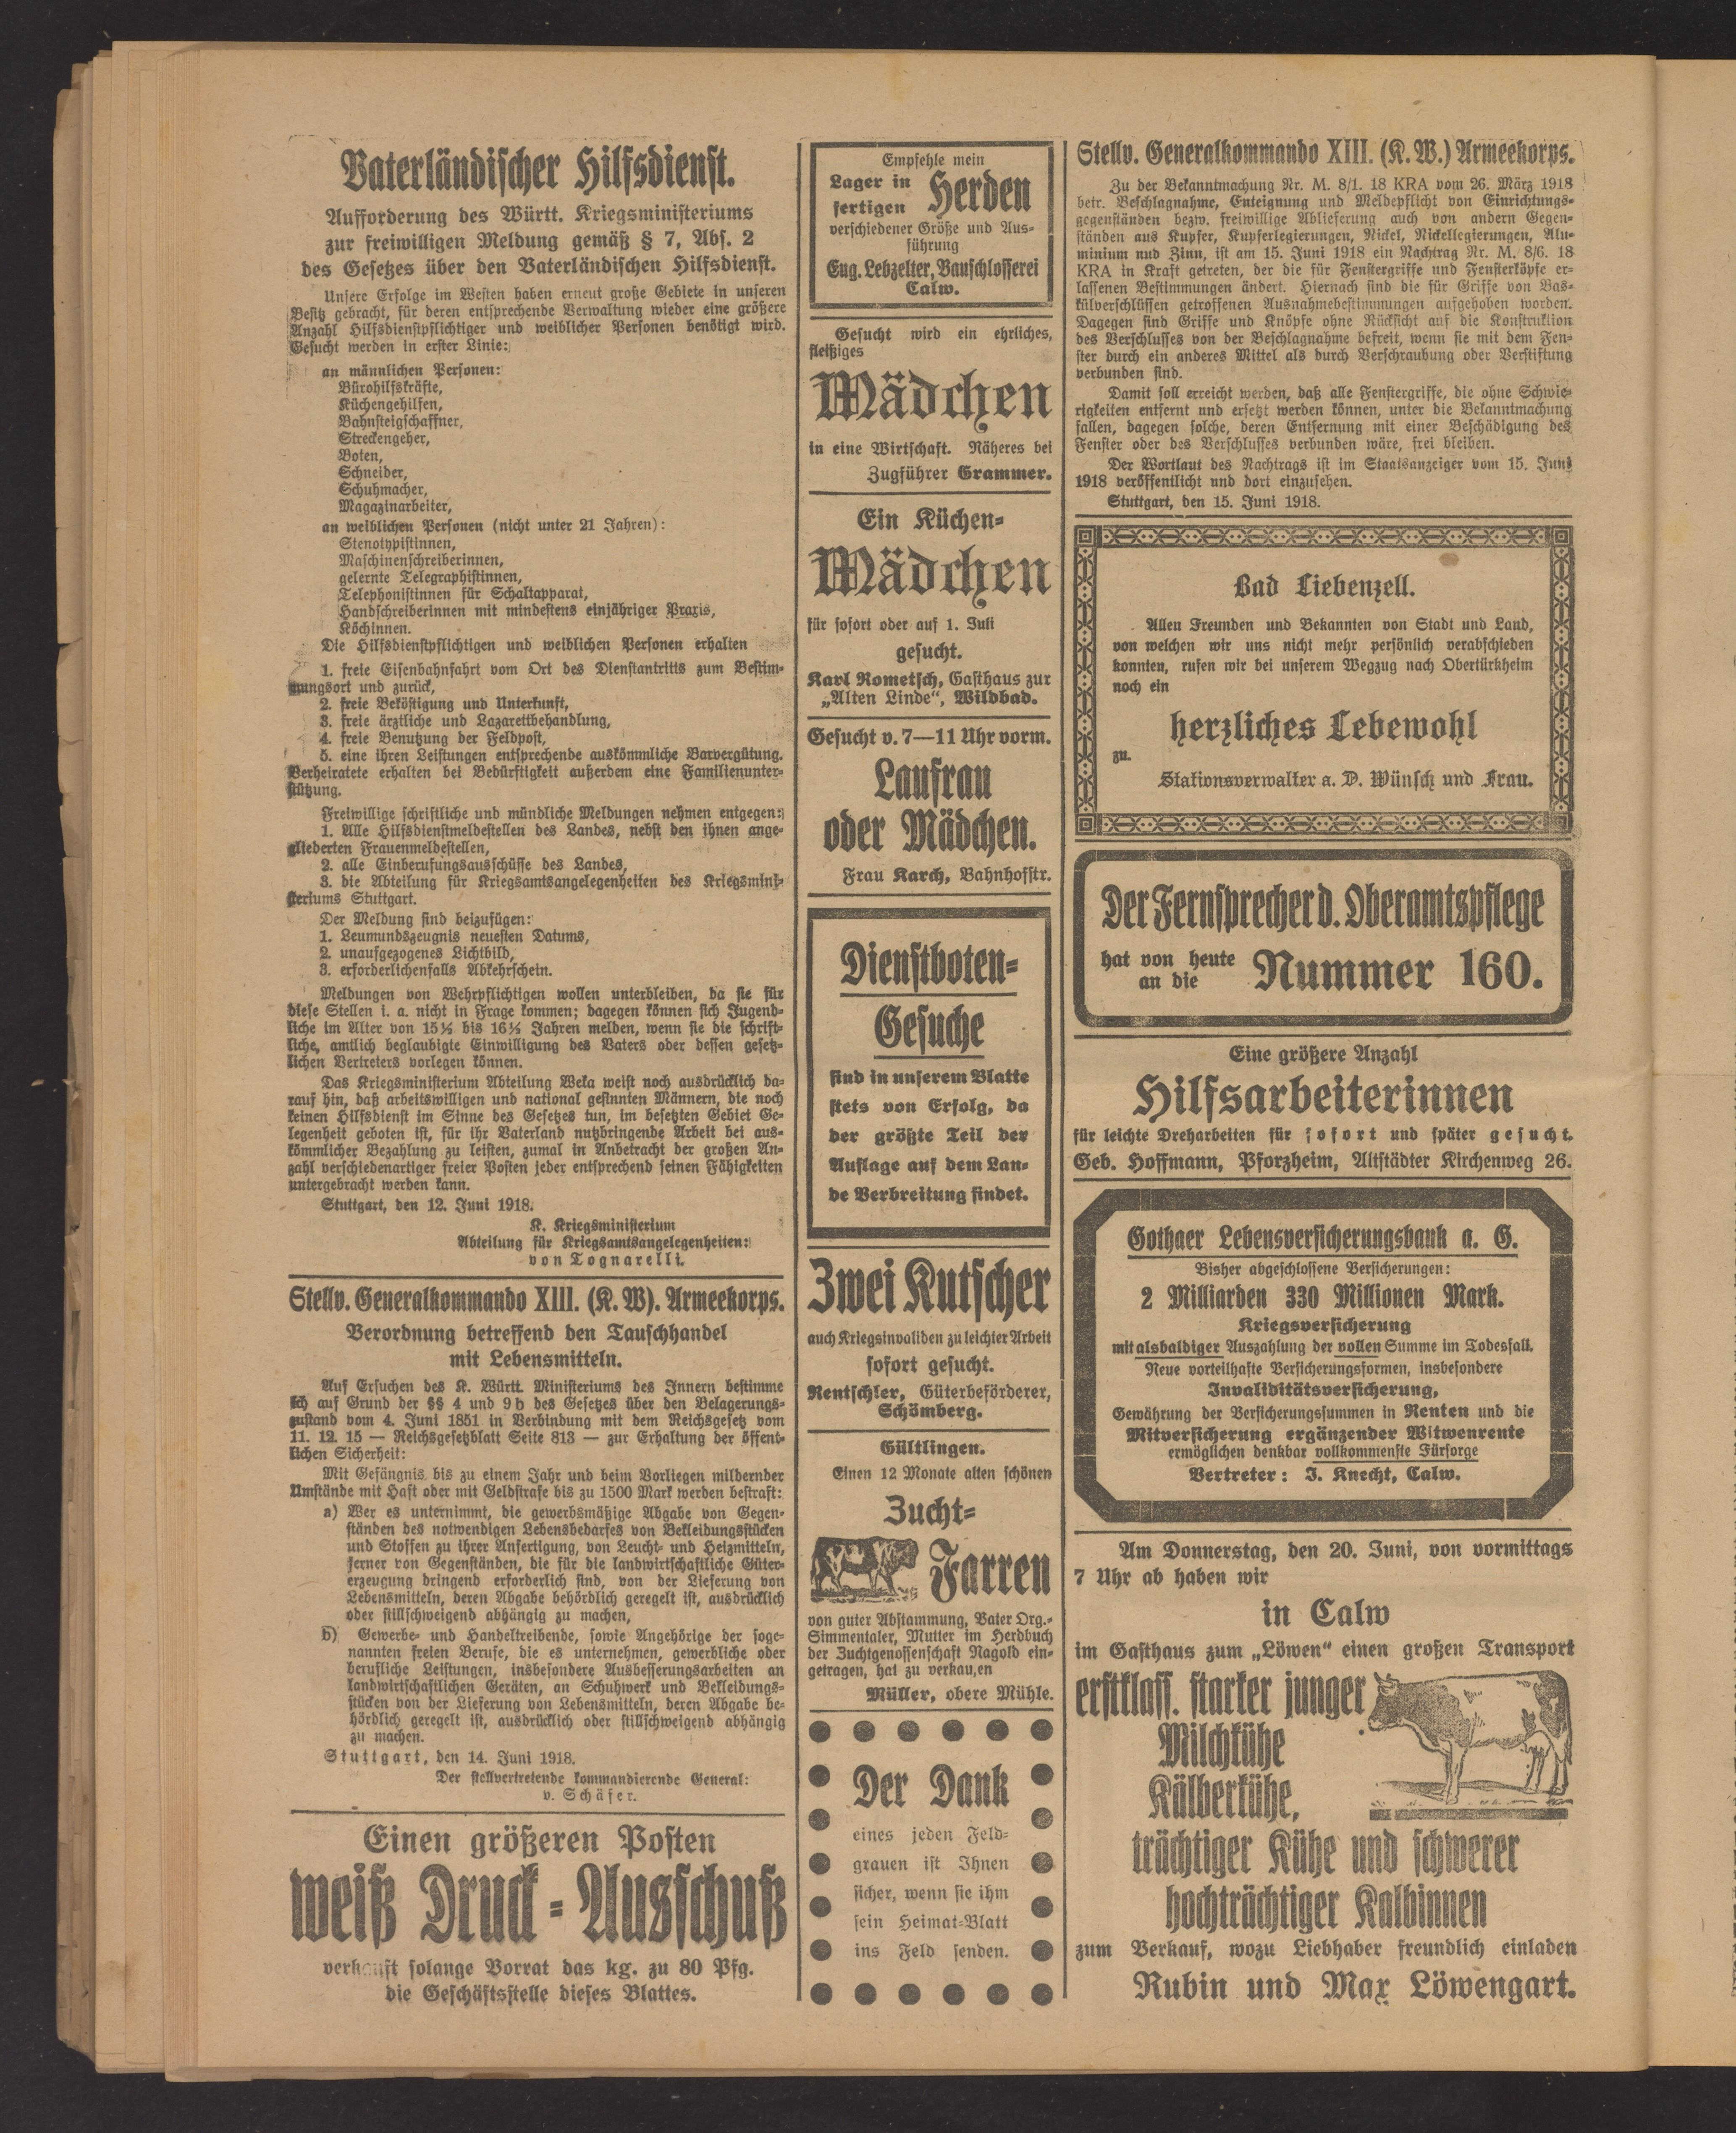 Vaterländischer Hilfsdienst.
Aufforderung des Württ. Kriegsministeriums
zur freiwilligen Meldung gemäß § 7, Abs. 2
des Gesetzes über den Vaterländischen Hilfsdienst.
Unsere Erfolge im Westen haben erneut große Gebiete in unseren
Besitz gebracht, für deren entsprechende Verwaltung wieder eine größere
Anzahl Hilfsdienstpflichtiger und weiblicher Personen benötigt wird.
Gesucht werden in erster Linie:
an männlichen Personen:
Bürohilfskräfte,
Küchengehilfen,
Bahnsteigschaffner,
Streckengeher,
Boten,
Schneider,
Schuhmacher,
Magazinarbeiter,
an weiblichen Personen (nicht unter 21 Jahren):
Stenotypistinnen,
Maschinenschreiberinnen,
gelernte Telegraphistinnen,
Telephonistinnen für Schaltapparat,
Handschreiberinnen mit mindestens einjähriger Praxis,
Köchinnen.
Die Hilfsdienstpflichtigen und weiblichen Personen erhalten
1. freie Eisenbahnfahrt vom Ort des Dienstantritts zum Bestim-
mungsort und zurück,
2. freie Beköstigung und Unterkunft,
3. freie ärztliche und Lazarettbehandlung,
4. freie Benutzung der Feldpost,
5. eine ihren Leistungen entsprechende auskömmliche Barvergütung.
Verheiratete erhalten bei Bedürftigkeit außerdem eine Familienunter-
stützung.
Freiwillige schriftliche und mündliche Meldungen nehmen entgegen:
1. Alle Hilfsdienstmeldestellen des Landes, nebst den ihnen ange-
gliederten Frauenmeldestellen,
2. alle Einberufungsausschüsse des Landes,
3. die Abteilung für Kriegsamtsangelegenheiten des Kriegsmini-
steriums Stuttgart.
Der Meldung sind beizufügen:
1. Leumundszeugnis neuesten Datums,
2. unaufgezogenes Lichtbild,
3. erforderlichenfalls Abkehrschein.
Meldungen von Wehrpflichtigen wollen unterbleiben, da sie für
diese Stellen i. a. nicht in Frage kommen; dagegen können sich Jugend-
liche im Alter von 15½ bis 16½ Jahren melden, wenn sie die schrift-
liche, amtlich beglaubigte Einwilligung des Vaters oder dessen gesetz-
lichen Vertreters vorlegen können.
Das Kriegsministerium Abteilung Weka weist noch ausdrücklich da-
rauf hin, daß arbeitswilligen und national gesinnten Männern, die noch
keinen Hilfsdienst im Sinne des Gesetzes tun, im besetzten Gebiet Ge-
legenheit geboten ist, für ihr Vaterland nutzbringende Arbeit bei aus-
kömmlicher Bezahlung zu leisten, zumal in Anbetracht der großen An-
zahl verschiedenartiger freier Posten jeder entsprechend seinen Fähigkeiten
untergebracht werden kann.
Stuttgart, den 12. Juni 1918.
K. Kriegsministerium
Abteilung für Kriegsamtsangelegenheiten:
von Tognarelli.
Stellv. Generalkommando XIII. (K. W). Armeekorps.
Verordnung betreffend den Tauschhandel
mit Lebensmitteln.
Auf Ersuchen des K. Württ. Ministeriums des Innern bestimme
ich auf Grund der §§ 4 und 9b des Gesetzes über den Belagerungs-
zustand vom 4. Juni 1851 in Verbindung mit dem Reichsgesetz vom
11. 12. 15 — Reichsgesetzblatt Seite 813 — zur Erhaltung der öffent-
lichen Sicherheit:
Mit Gefängnis bis zu einem Jahr und beim Vorliegen mildernder
Umstände mit Haft oder mit Geldstrafe bis zu 1500 Mark werden bestraft:
a) Wer es unternimmt, die gewerbsmäßige Abgabe von Gegen-
ständen des notwendigen Lebensbedarfes von Bekleidungsstücken
und Stoffen zu ihrer Anfertigung, von Leucht- und Heizmitteln,
ferner von Gegenständen, die für die landwirtschaftliche Güter-
erzeugung dringend erforderlich sind, von der Lieferung von
Lebensmitteln, deren Abgabe behördlich geregelt ist, ausdrücklich
oder stillschweigend abhängig zu machen,
b) Gewerbe- und Handeltreibende, sowie Angehörige der soge-
nannten freien Berufe, die es unternehmen, gewerbliche oder
berufliche Leistungen, insbesondere Ausbesserungsarbeiten an
landwirtschaftlichen Geräten, an Schuhwerk und Bekleidungs-
stücken von der Lieferung von Lebensmitteln, deren Abgabe be-
hördlich geregelt ist, ausdrücklich oder stillschweigend abhängig
zu machen.
Stuttgart, den 14. Juni 1918.
Der stellvertretende kommandierende General:
v. Schäfer.
Einen größeren Posten
weiß Druck-Ausschuß
verkauft solange Vorrat das kg. zu 80 Pfg.
die Geschäftsstelle dieses Blattes.
Empfehle mein
Lager in
fertigen Herden
verschiedener Größe und Aus-
führung
Eug. Lebzelter, Bauschlosserei
Calw.
Gesucht wird ein ehrliches,
fleißiges
Mädchen
in eine Wirtschaft. Näheres bei
Zugführer Grammer.
Ein Küchen-
Mädchen
für sofort oder auf 1. Juli
gesucht.
Karl Rometsch, Gasthaus zur
„Alten Linde“, Wildbad.
Gesucht v. 7—11 Uhr vorm.
Laufrau
oder Mädchen.
Frau Karch, Bahnhofstr.
Dienstboten-
Gesuche
sind in unserem Blatte
stets von Erfolg, da
der größte Teil der
Auflage auf dem Lan-
de Verbreitung findet.
Zwei Kutscher
auch Kriegsinvaliden zu leichter Arbeit
sofort gesucht.
Rentschler, Güterbeförderer,
Schömberg.
Gültlingen.
Einen 12 Monate alten schönen
Zucht-
Farren
von guter Abstammung, Vater Org.-
Simmentaler, Mutter im Herdbuch
der Zuchtgenossenschaft Nagold ein-
getragen, hat zu verkau,en
Müller, obere Mühle.
Der Dank
eines jeden Feld-
grauen ist Ihnen
sicher, wenn sie ihm
sein Heimat-Blatt
ins Feld senden.
Stellv. Generalkommando XIII. (K. W.) Armeekorps.
Zu der Bekanntmachung Nr. M. 8/1. 18 KRA vom 26. März 1918
betr. Beschlagnahme, Enteignung und Meldepflicht von Einrichtungs-
gegenständen bezw. freiwillige Ablieferung auch von andern Gegen-
ständen aus Kupfer, Kupferlegierungen, Nickel, Nickellegierungen, Alu-
minium nud Zinn, ist am 15. Juni 1918 ein Nachtrag Nr. M. 8/6. 18
KRA in Kraft getreten, der die für Fenstergriffe und Fensterköpfe er-
lassenen Bestimmungen ändert. Hiernach sind die für Griffe von Bas-
külverschlüssen getroffenen Ausnahmebestimmungen aufgehoben worden.
Dagegen sind Griffe und Knöpfe ohne Rücksicht auf die Konstruktion
des Verschlusses von der Beschlagnahme befreit, wenn sie mit dem Fen-
ster durch ein anderes Mittel als durch Verschraubung oder Verstiftung
verbunden sind.
Damit soll erreicht werden, daß alle Fenstergriffe, die ohne Schwie-
rigkeiten entfernt und ersetzt werden können, unter die Bekanntmachung
fallen, dagegen solche, deren Entfernung mit einer Beschädigung des
Fenster oder des Verschlusses verbunden wäre, frei bleiben.
Der Wortlaut des Nachtrags ist im Staatsanzeiger vom 15. Juni
1918 veröffentlicht und dort einzusehen.
Stuttgart, den 15. Juni 1918.
Bad Liebenzell.
Allen Freunden und Bekannten von Stadt und Land,
von welchen wir uns nicht mehr persönlich verabschieden
konnten, rufen wir bei unserem Wegzug nach Obertürkheim
noch ein
herzliches Lebewohl
zu.
Stationsverwalter a. D. Wünsch und Frau.
Der Fernsprecher d. Oberamtspflege
hat von heute
an die Nummer 160.
Eine größere Anzahl
Hilfsarbeiterinnen
für leichte Dreharbeiten für sofort und später gesucht.
Geb. Hoffmann, Pforzheim, Altstädter Kirchenweg 26.
Gothaer Lebensversicherungsbank a. G.
Bisher abgeschlossene Versicherungen:
2 Milliarden 330 Millionen Mark.
Kriegsversicherung
mit alsbaldiger Auszahlung der vollen Summe im Todesfall.
Neue vorteilhafte Versicherungsformen, insbesondere
Invaliditätsversicherung,
Gewährung der Versicherungssummen in Renten und die
Mitversicherung ergänzender Witwenrente
ermöglichen denkbar vollkommenste Fürsorge
Vertreter: J. Knecht, Calw.
Am Donnerstag, den 20. Juni, von vormittags
7 Uhr ab haben wir
in Calw
im Gasthaus zum „Löwen“ einen großen Transport
erstklass. starker junger
Milchkühe
Kälberkühe,
trächtiger Kühe und schwerer
hochträchtiger Kalbinnen
zum Verkauf, wozu Liebhaber freundlich einladen
Rubin und Max Löwengart.